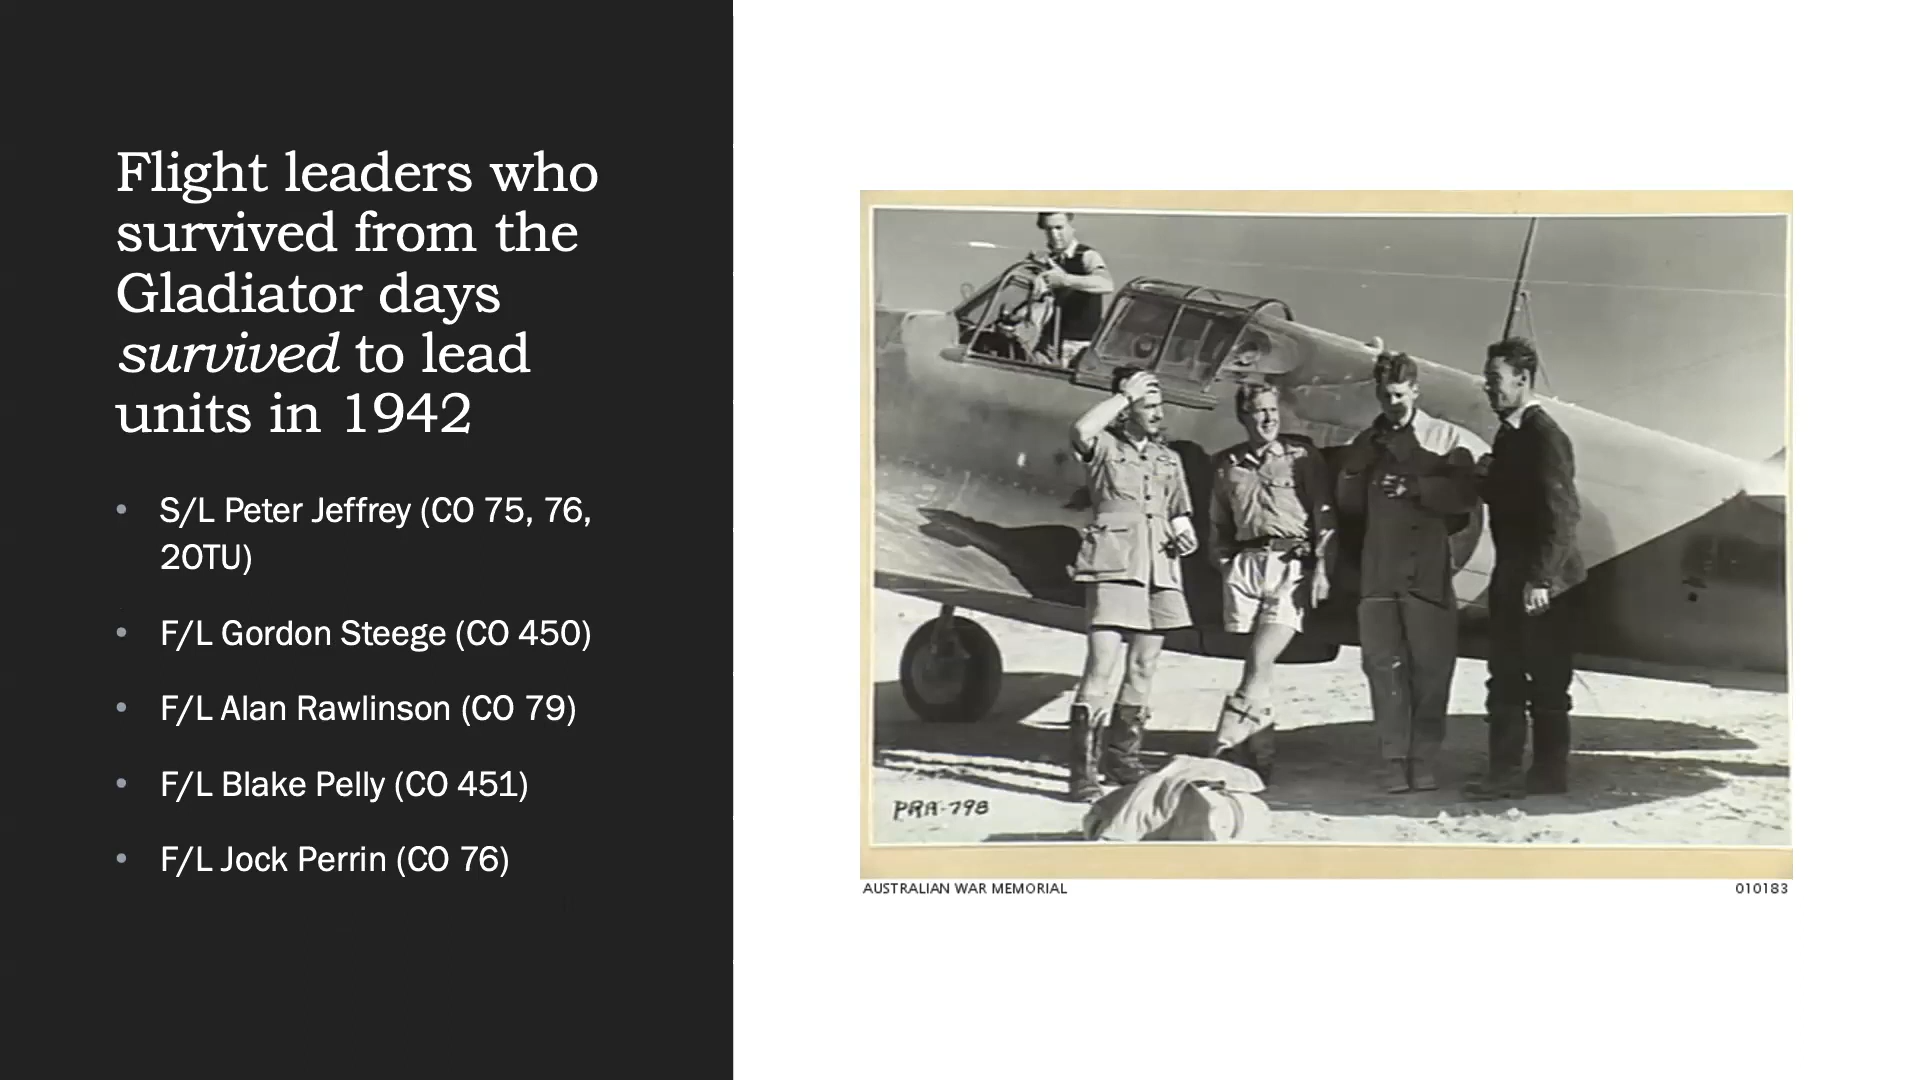 Flight leaders who
survived from the
Gladiator days
survived to lead
units in 1942
• S/L Peter Jeffrey (CO 75, 76,
2OTU)
• F/L Gordon Steege (CO 450)
• F/L Alan Rawlinson (CO 79)
• F/L Blake Pelly (CO 451)
• F/L Jock Perrin (CO 76)
PRA-798
AUSTRALIAN WAR MEMORIAL 010183